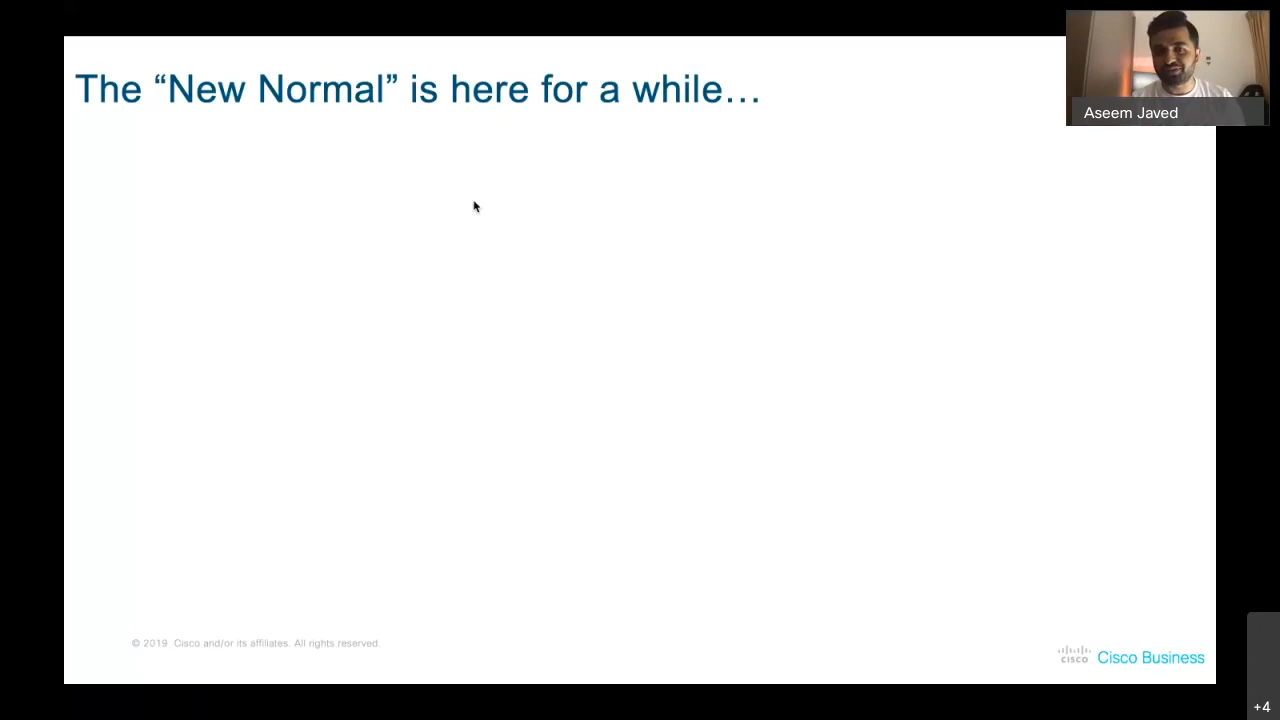 The “New Normal” is here for a while…
Aseem Javed
© 2019 Cisco and/or its affiliates. All rights reserved.
CISCO Cisco Business
+4